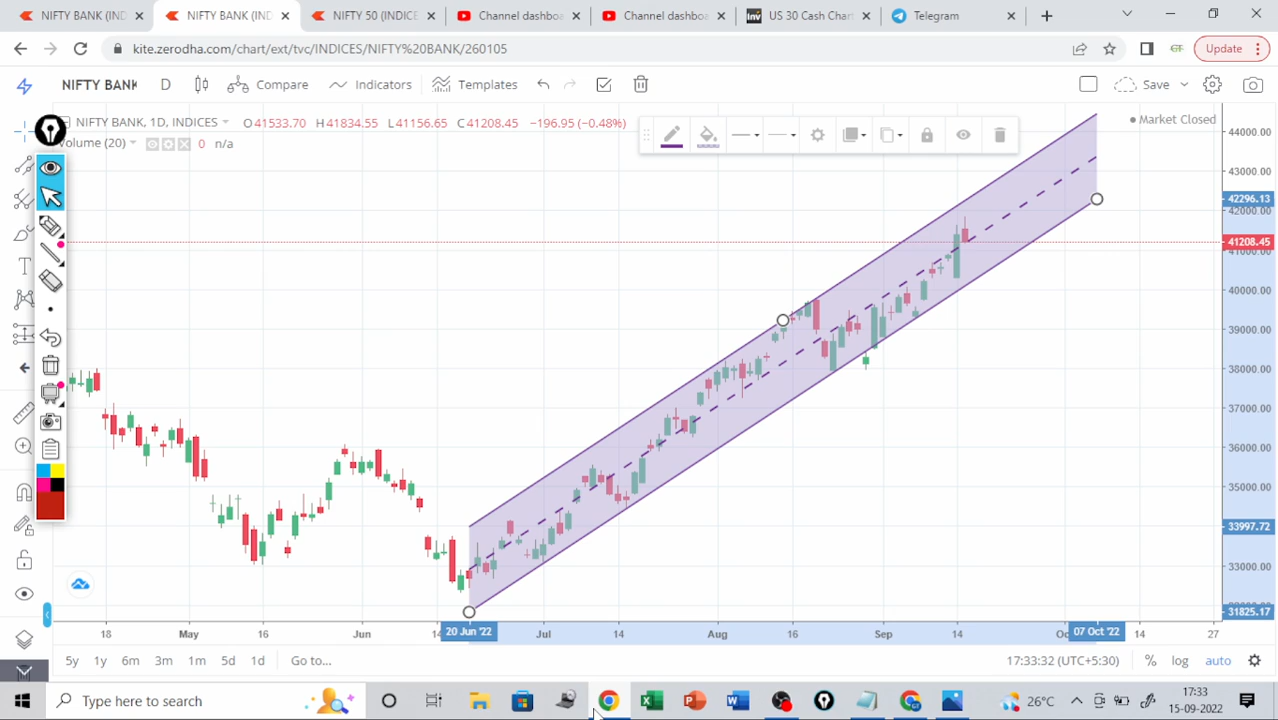 NIFTY BANK (IND
NIFTY BANK (IND
NIFTY 50 (INDICE
Channel dashboa
Channel dashboa
Inv
US 30 Cash Chart
Telegram
kite.zerodha.com/chart/ext/tvc/INDICES/NIFTY%20BANK/260105
GT
Update
NIFTY BANK
D
Compare
Indicators
Templates
Save
NIFTY BANK, 1D, INDICES O41533.70 H41834.55 L41156.65 C41208.45 −196.95 (−0.48%)
Market Closed
Volume (20) 0 n/a
44000.00
43000.00
42296.13
42000.00
41208.45
41000.00
40000.00
39000.00
38000.00
37000.00
36000.00
35000.00
33997.72
33000.00
31825.17
18 May 16 Jun 14 20 Jun '22 Jul 14 Aug 16 Sep 14 Oc 07 Oct '22 14 27
5y 1y 6m 3m 1m 5d 1d Go to...
17:33:32 (UTC+5:30) % log auto
Type here to search
26°C
17:33
15-09-2022